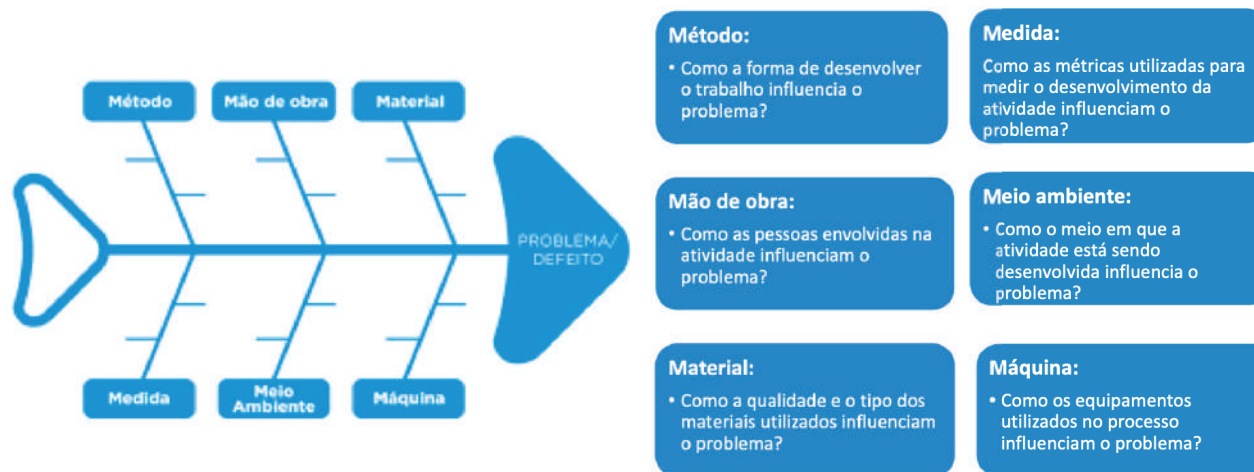 Método
Mão de obra
Material
PROBLEMA/
DEFEITO
Medida
Meio
Ambiente
Máquina
Método:
• Como a forma de desenvolver
o trabalho influencia o
problema?
Medida:
Como as métricas utilizadas para
medir o desenvolvimento da
atividade influenciam o
problema?
Mão de obra:
• Como as pessoas envolvidas na
atividade influenciam o
problema?
Meio ambiente:
• Como o meio em que a
atividade está sendo
desenvolvida influencia o
problema?
Material:
• Como a qualidade e o tipo dos
materiais utilizados influenciam
o problema?
Máquina:
• Como os equipamentos
utilizados no processo
influenciam o problema?